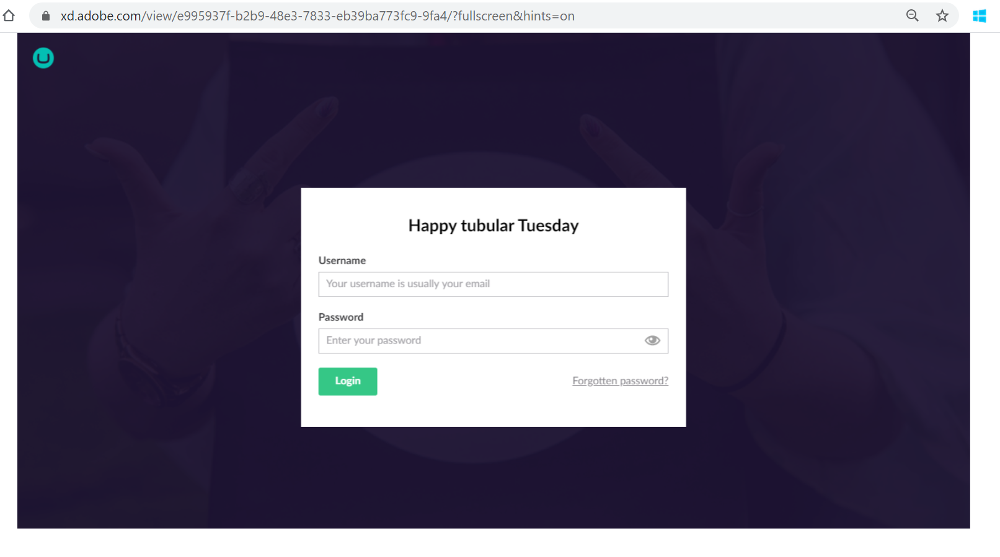 xd.adobe.com/view/e995937f-b2b9-48e3-7833-eb39ba773fc9-9fa4/?fullscreen&hints=on
Happy tubular Tuesday
Username
Your username is usually your email
Password
Enter your password
Login
Forgotten password?